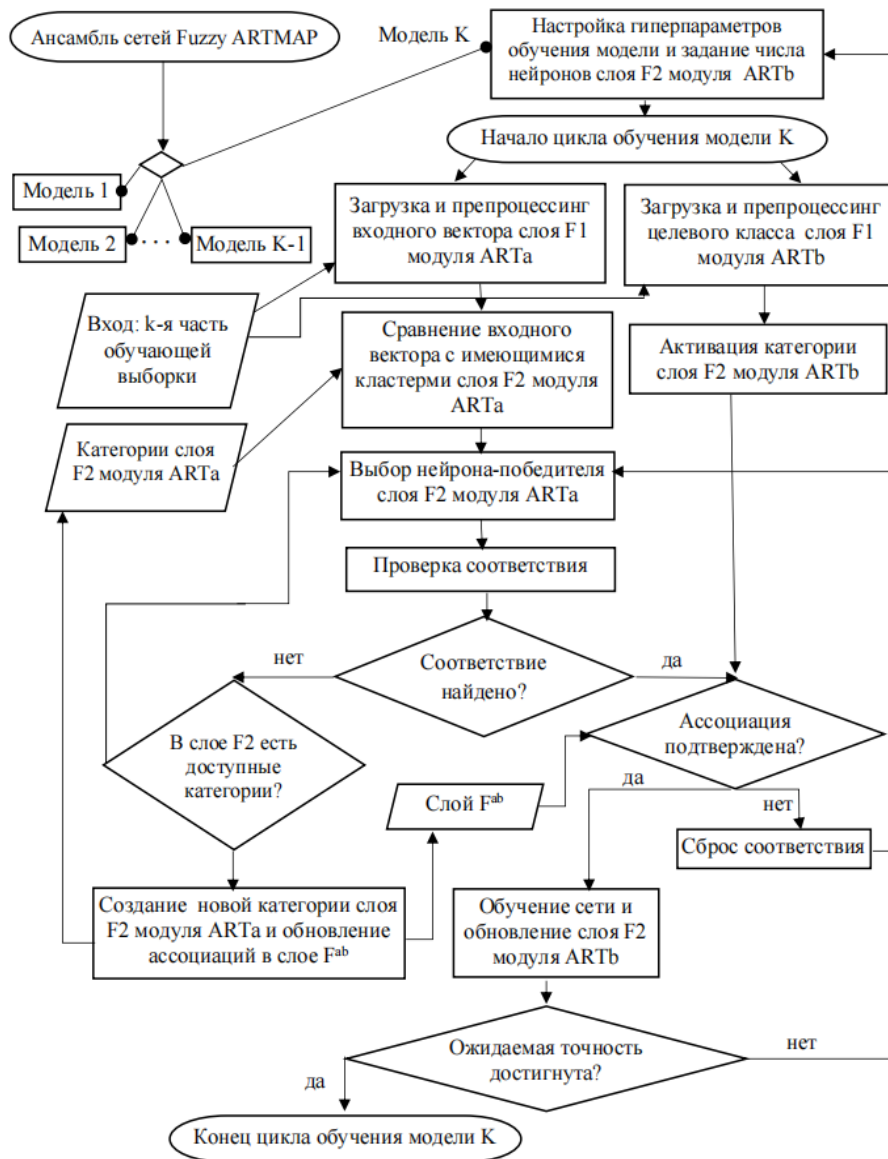 Ансамбль сетей Fuzzy ARTMAP
Модель K
Настройка гиперпараметров
обучения модели и задание числа
нейронов слоя F2 модуля ARTb
Начало цикла обучения модели K
Модель 1
Модель 2
. . .
Модель K-1
Загрузка и препроцессинг
входного вектора слоя F1
модуля ARTa
Загрузка и препроцессинг
целевого класса слоя F1
модуля ARTb
Вход: k-я часть
обучающей
выборки
Сравнение входного
вектора с имеющимися
кластерми слоя F2 модуля
ARTa
Активация категории
слоя F2 модуля ARTb
Категории слоя
F2 модуля ARTa
Выбор нейрона-победителя
слоя F2 модуля ARTa
Проверка соответствия
нет
Соответствие
найдено?
да
В слое F2 есть
доступные
категории?
Ассоциация
подтверждена?
Слой Fᵃᵇ
да
нет
Сброс соответствия
Создание новой категории слоя
F2 модуля ARTa и обновление
ассоциаций в слое Fᵃᵇ
Обучение сети и
обновление слоя F2
модуля ARTb
Ожидаемая точность
достигнута?
нет
да
Конец цикла обучения модели K